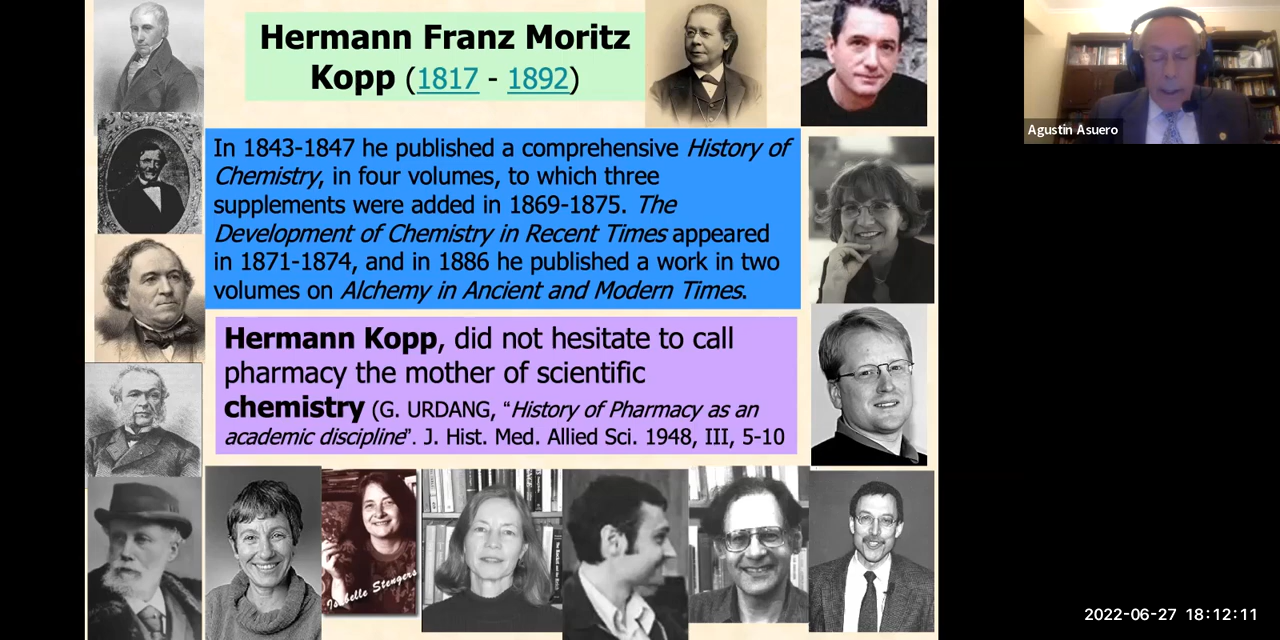 Hermann Franz Moritz
Kopp (1817 - 1892)
In 1843-1847 he published a comprehensive History of
Chemistry, in four volumes, to which three
supplements were added in 1869-1875. The
Development of Chemistry in Recent Times appeared
in 1871-1874, and in 1886 he published a work in two
volumes on Alchemy in Ancient and Modern Times.
Hermann Kopp, did not hesitate to call
pharmacy the mother of scientific
chemistry (G. URDANG, “History of Pharmacy as an
academic discipline”. J. Hist. Med. Allied Sci. 1948, III, 5-10
Isabelle Stengers
Agustin Asuero
2022-06-27 18:12:11